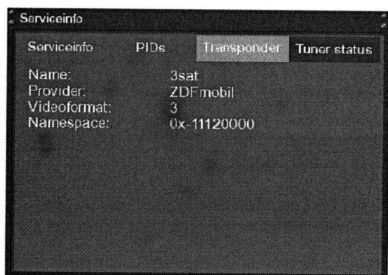 Serviceinfo
Serviceinfo PIDs Transponder Tuner status
Name: 3sat
Provider: ZDFmobil
Videoformat: 3
Namespace: 0x-11120000